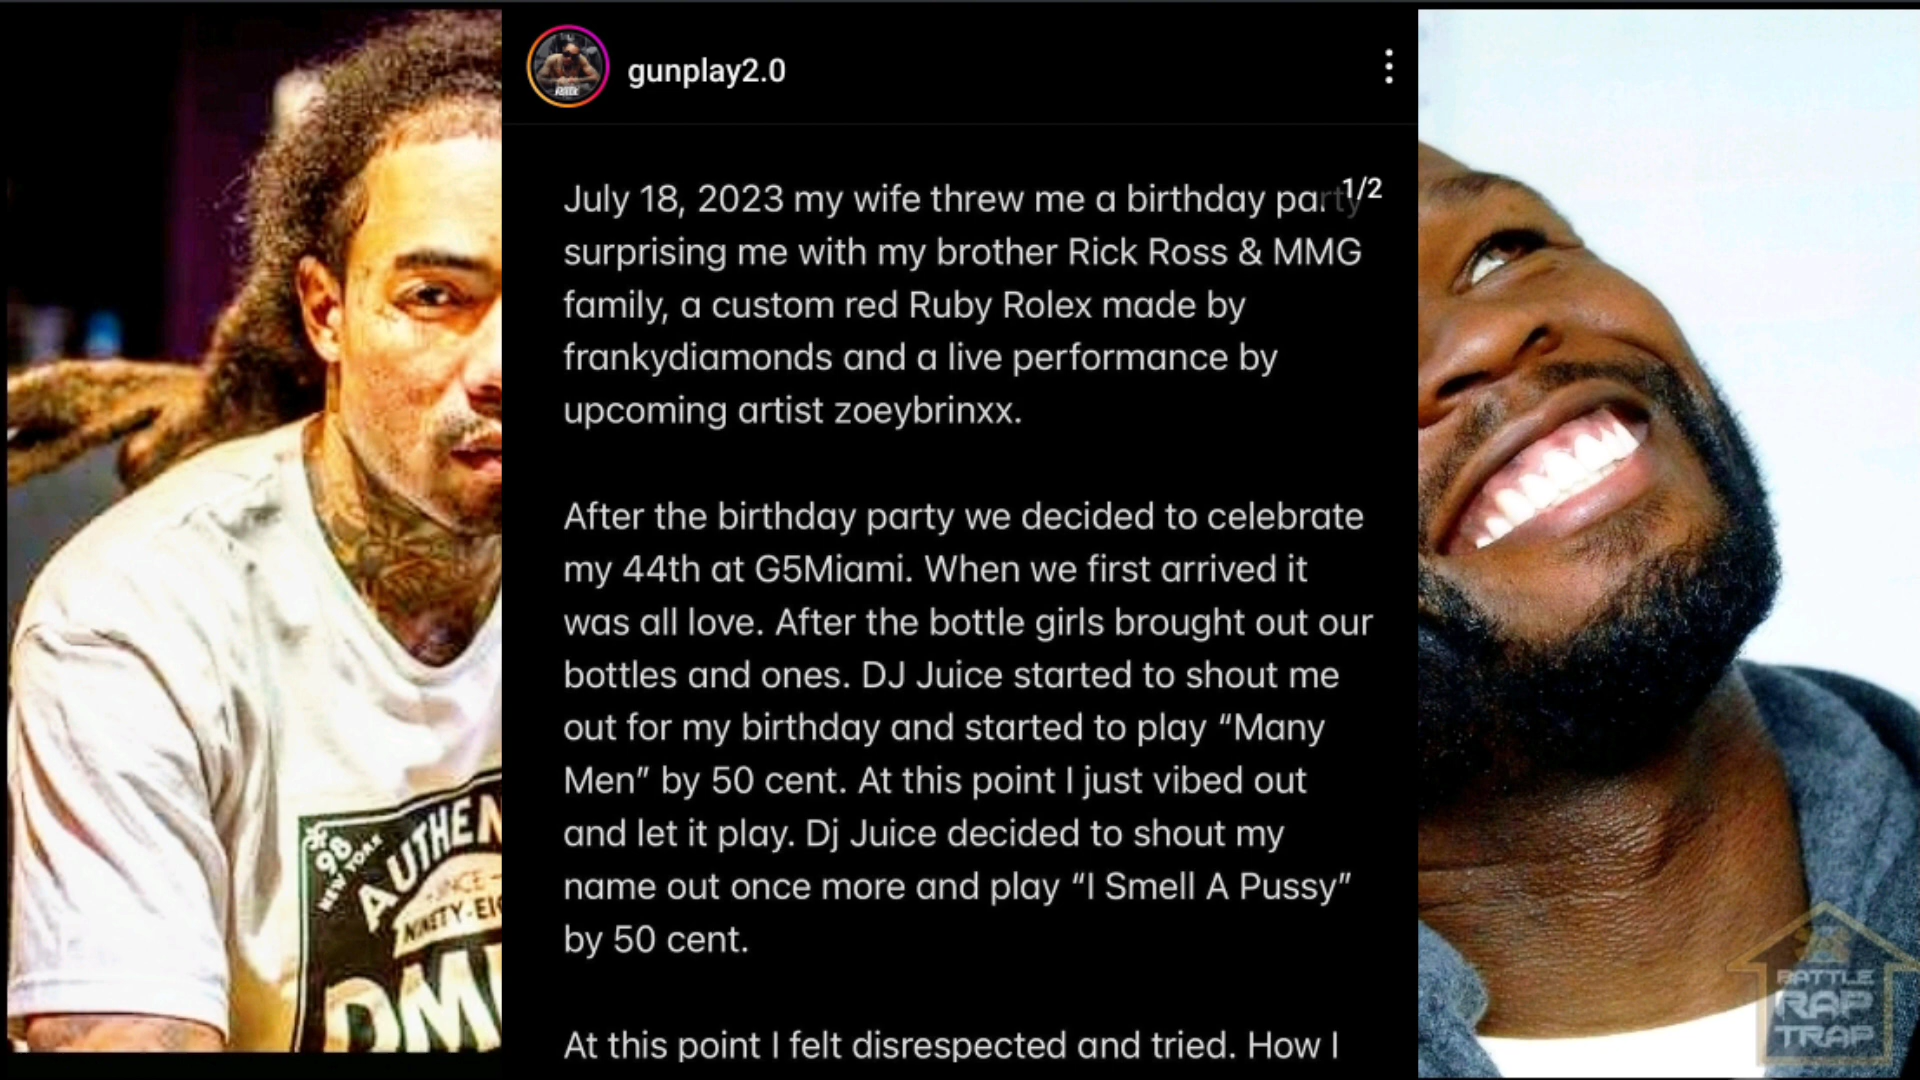 gunplay2.0
1/2
July 18, 2023 my wife threw me a birthday party
surprising me with my brother Rick Ross & MMG
family, a custom red Ruby Rolex made by
frankydiamonds and a live performance by
upcoming artist zoeybrinxx.
After the birthday party we decided to celebrate
my 44th at G5Miami. When we first arrived it
was all love. After the bottle girls brought out our
bottles and ones. DJ Juice started to shout me
out for my birthday and started to play “Many
Men” by 50 cent. At this point I just vibed out
and let it play. Dj Juice decided to shout my
name out once more and play “I Smell A Pussy”
by 50 cent.
At this point I felt disrespected and tried. How I
98
NEW YORK
AUTHEN
NINETY-EIG
DM
BATTLE
RAP
TRAP